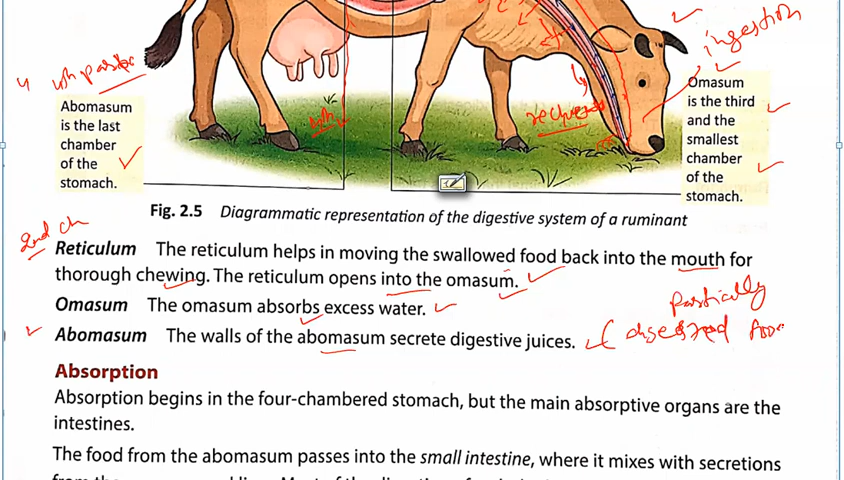 ingestion
4th part
Abomasum
is the last
chamber
of the
stomach.
Omasum
is the third
and the
smallest
chamber
of the
stomach.
Fig. 2.5 Diagrammatic representation of the digestive system of a ruminant
2nd ch
Reticulum The reticulum helps in moving the swallowed food back into the mouth for
thorough chewing. The reticulum opens into the omasum.
Omasum The omasum absorbs excess water.
partially
Abomasum The walls of the abomasum secrete digestive juices.
Absorption
Absorption begins in the four-chambered stomach, but the main absorptive organs are the
intestines.
The food from the abomasum passes into the small intestine, where it mixes with secretions